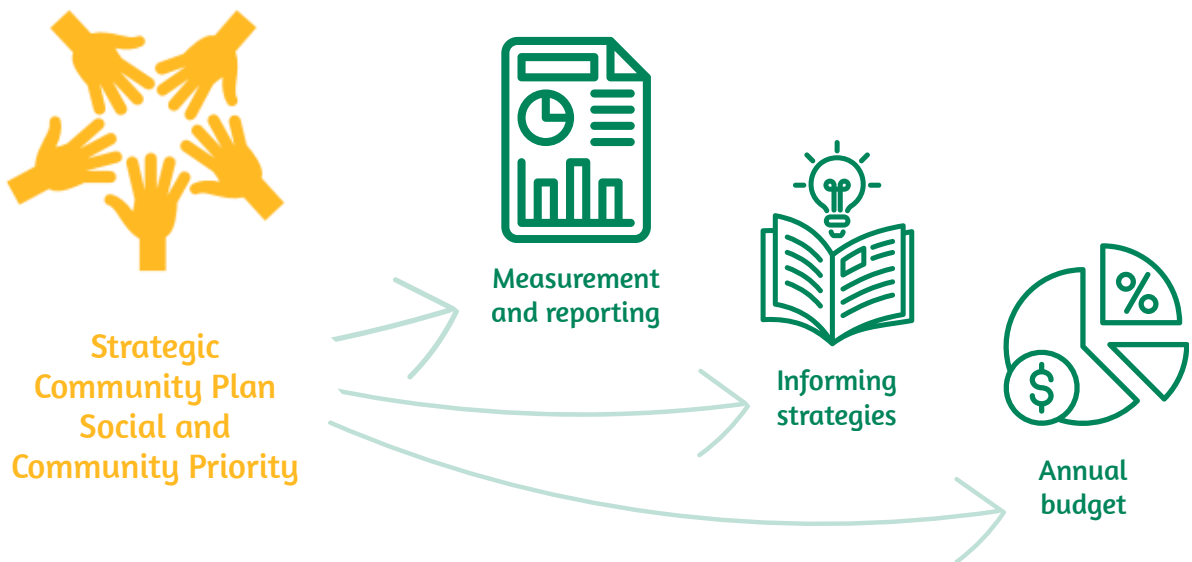 Strategic
Community Plan
Social and
Community Priority
Measurement
and reporting
Informing
strategies
%
$
Annual
budget